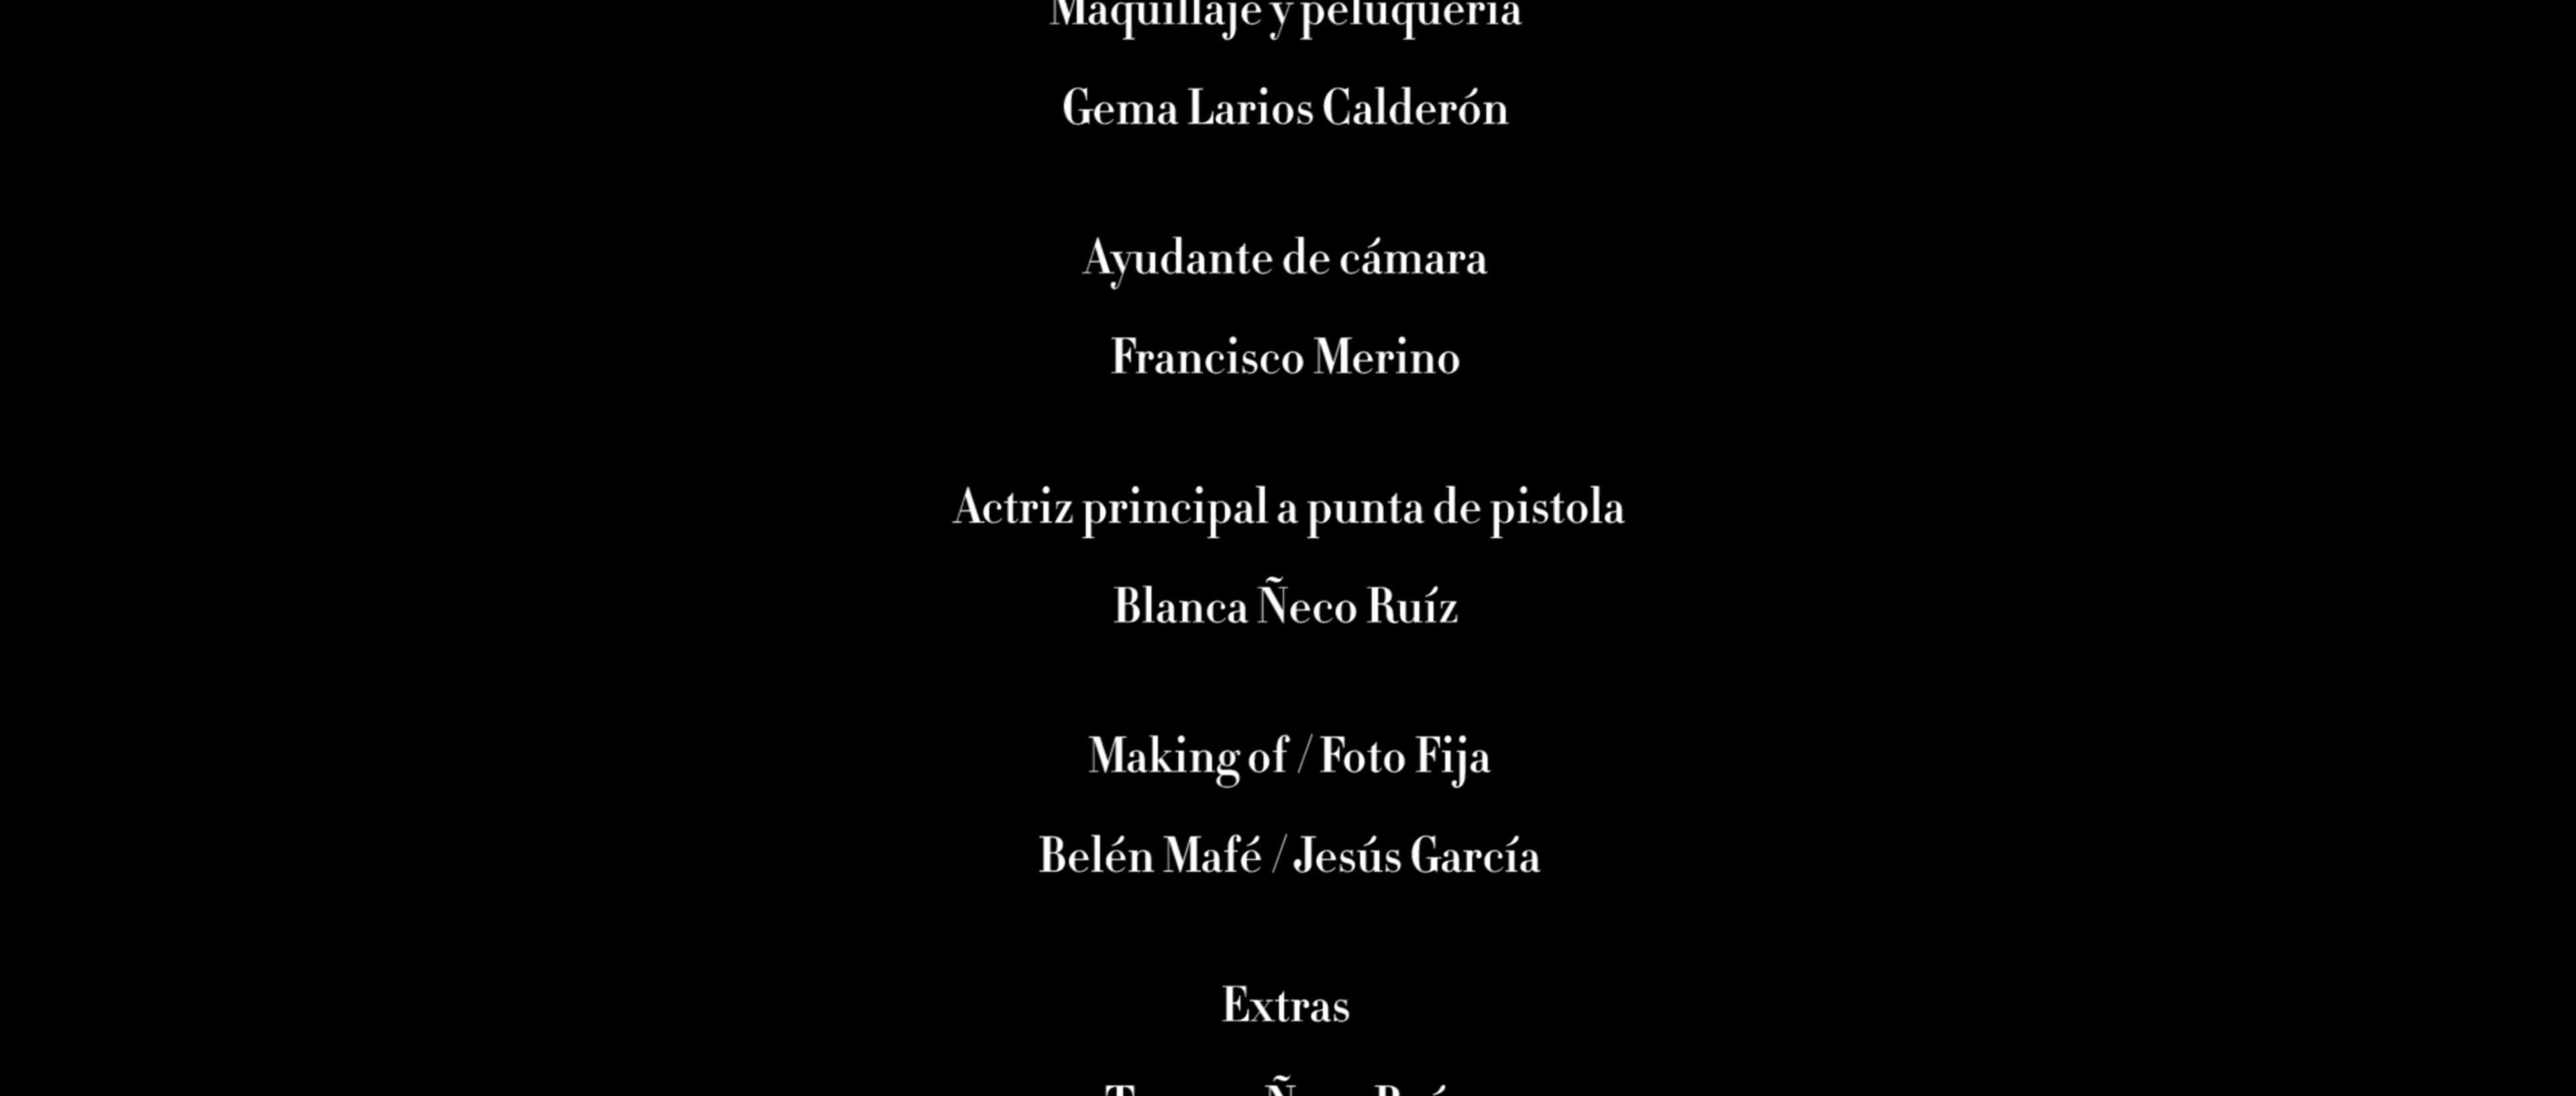 Maquillaje y peluquería
Gema Larios Calderón
Ayudante de cámara
Francisco Merino
Actriz principal a punta de pistola
Blanca Ñeco Ruíz
Making of / Foto Fija
Belén Mafé / Jesús García
Extras